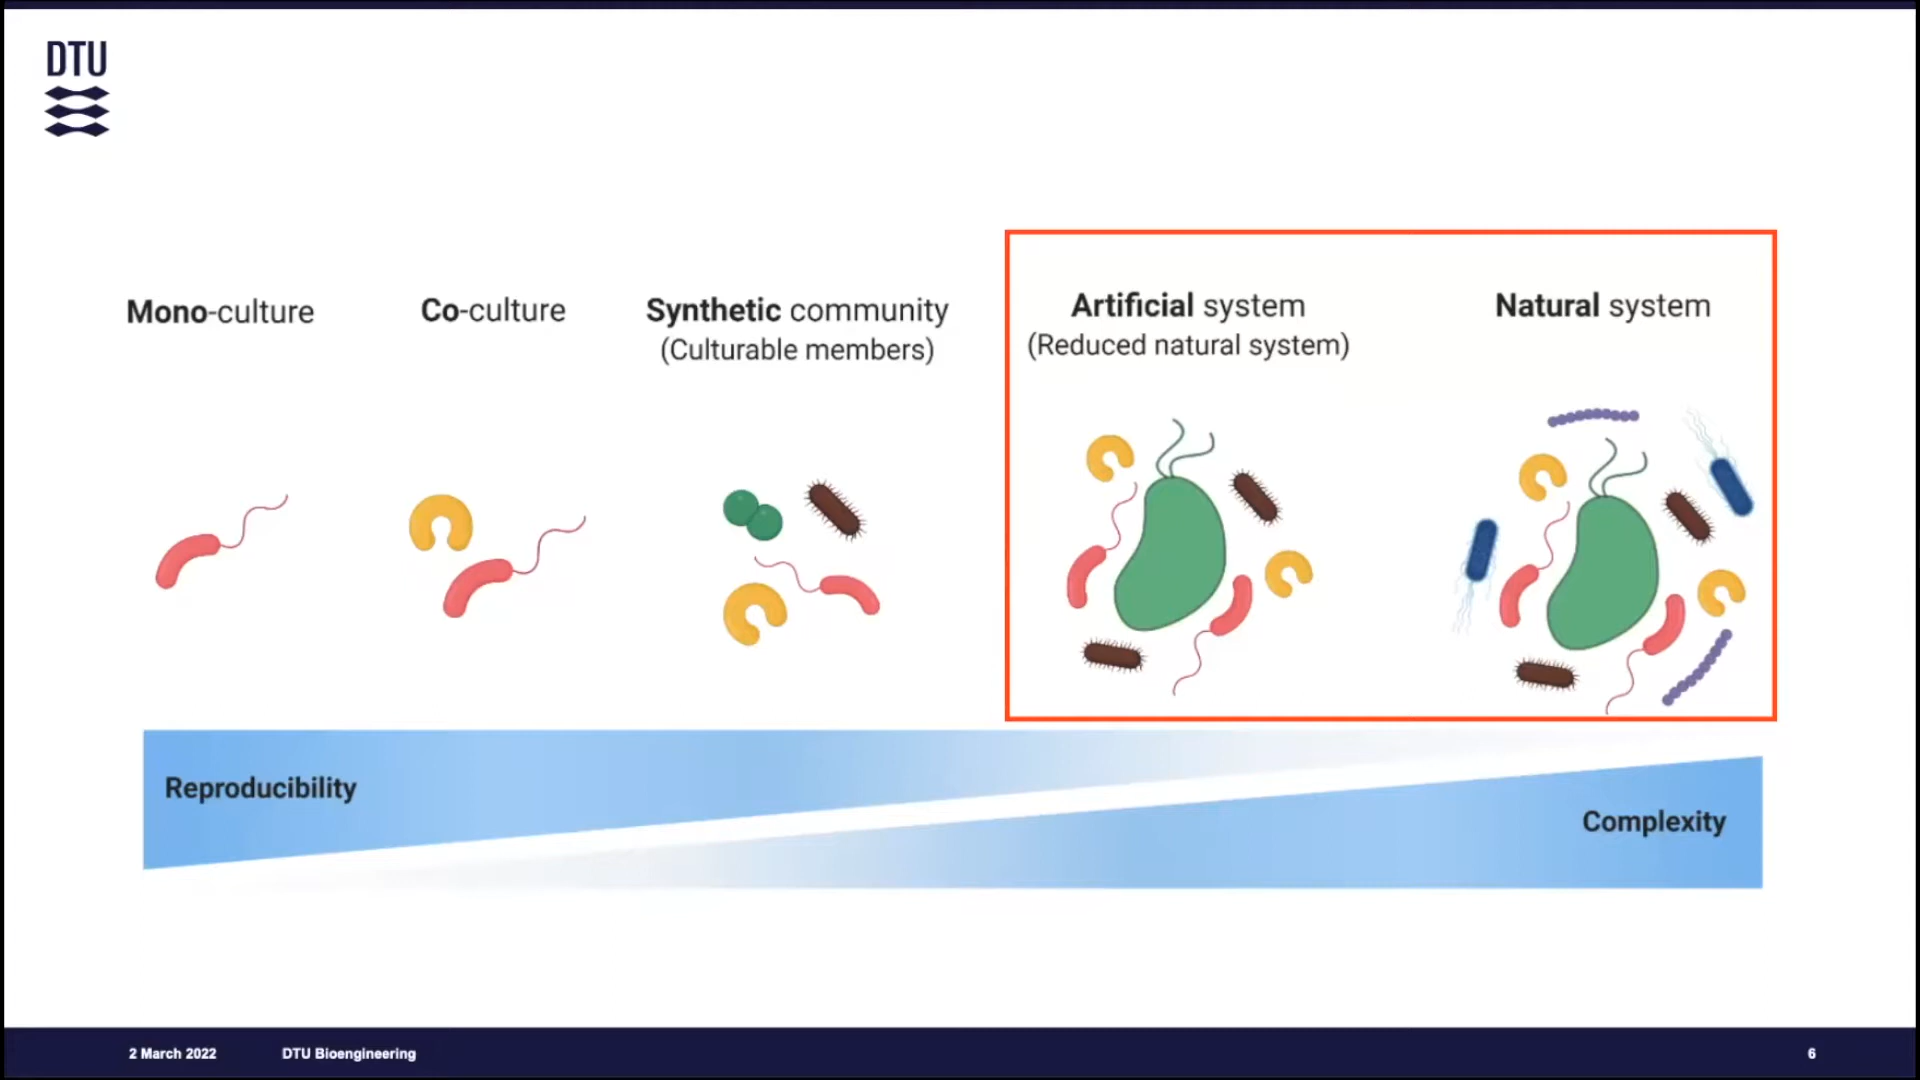 DTU
Mono-culture
Co-culture
Synthetic community
(Culturable members)
Artificial system
(Reduced natural system)
Natural system
Reproducibility
Complexity
2 March 2022
DTU Bioengineering
6